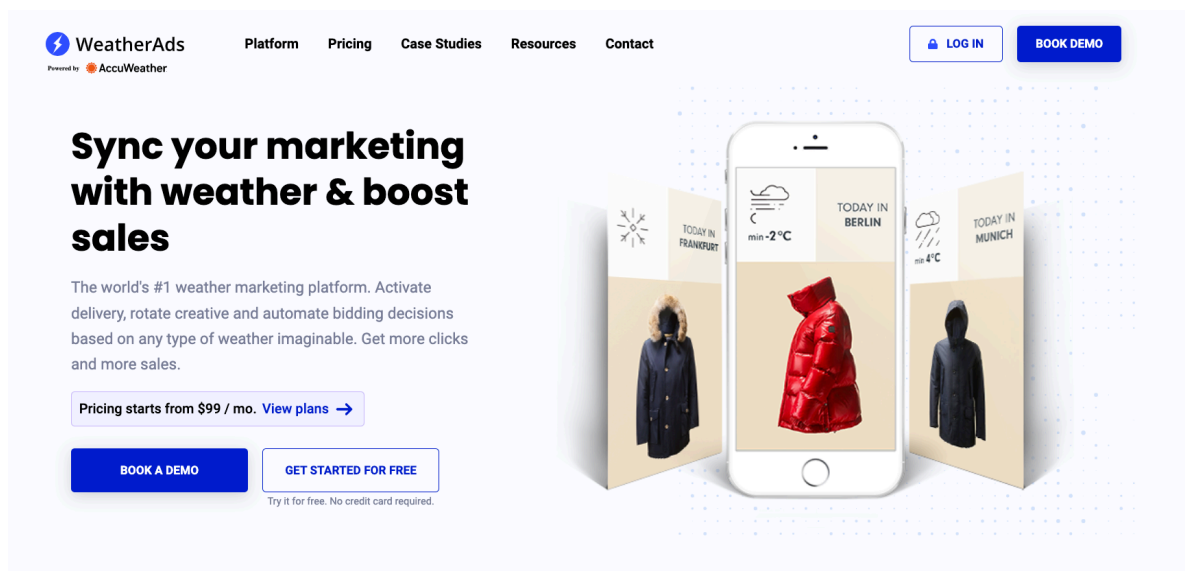 WeatherAds
Powered by AccuWeather
Platform
Pricing
Case Studies
Resources
Contact
LOG IN
BOOK DEMO
Sync your marketing
with weather & boost
sales
The world's #1 weather marketing platform. Activate
delivery, rotate creative and automate bidding decisions
based on any type of weather imaginable. Get more clicks
and more sales.
Pricing starts from $99 / mo. View plans
BOOK A DEMO
GET STARTED FOR FREE
Try it for free. No credit card required.
TODAY IN
FRANKFURT
min -2°C
TODAY IN
BERLIN
min 4°C
TODAY IN
MUNICH